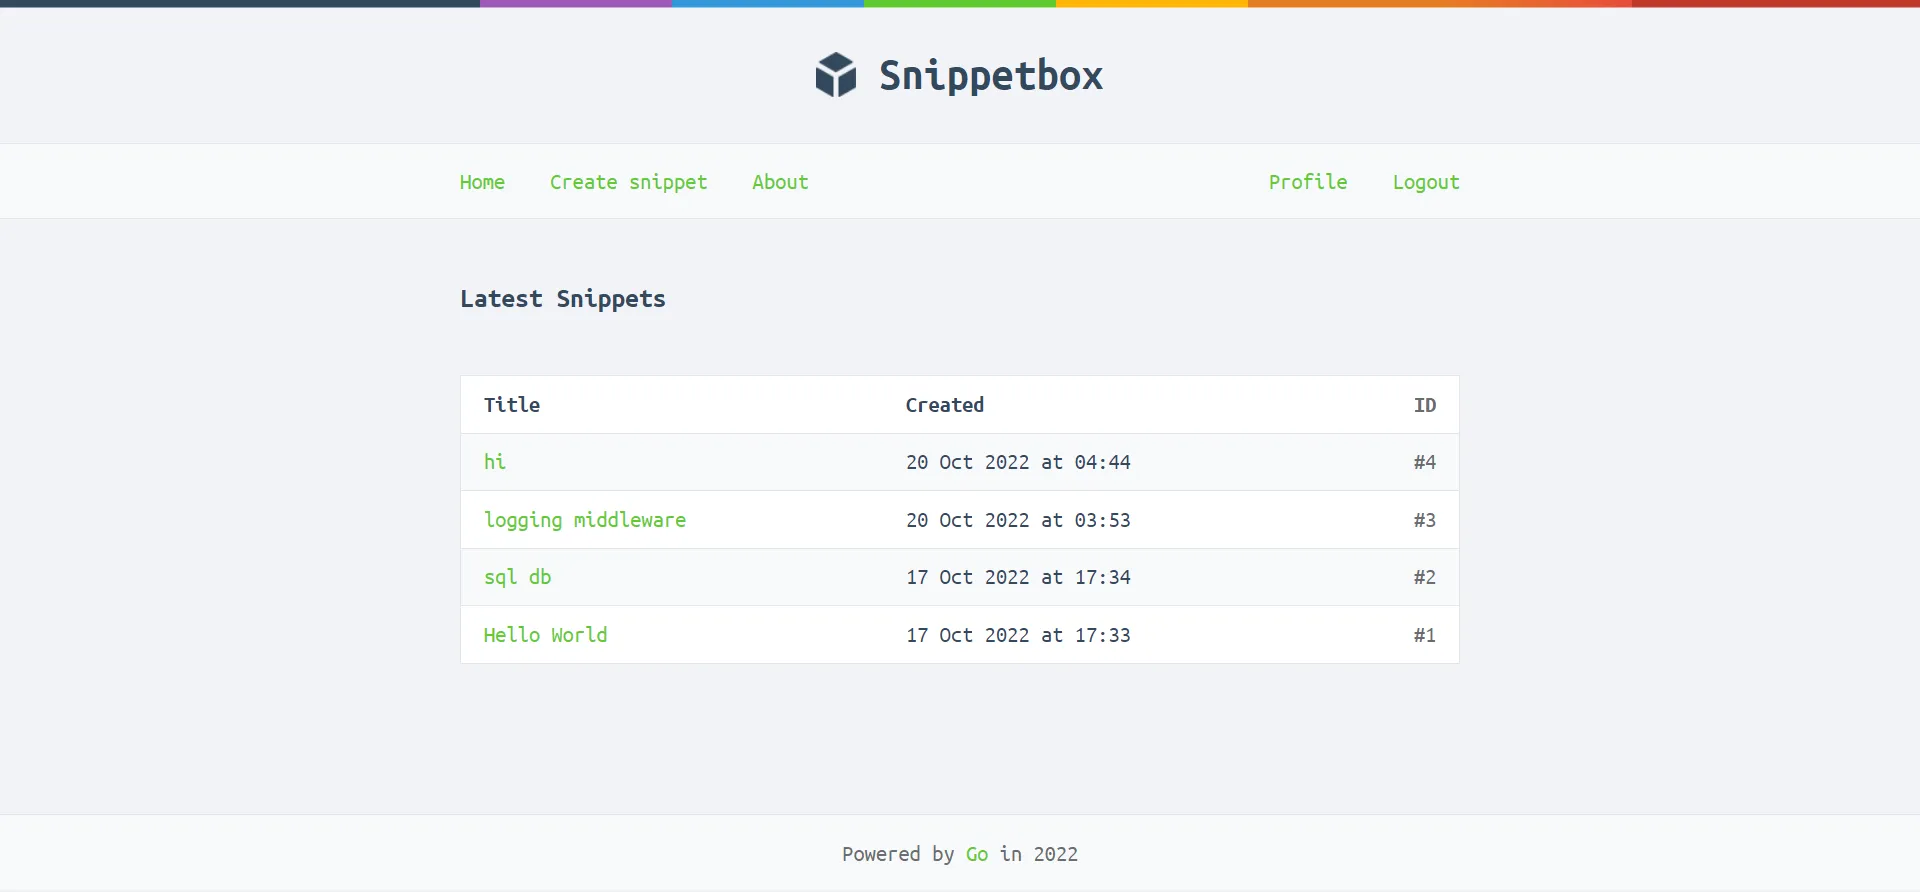 Snippetbox
Home Create snippet About Profile Logout
Latest Snippets
Title Created ID
hi 20 Oct 2022 at 04:44 #4
logging middleware 20 Oct 2022 at 03:53 #3
sql db 17 Oct 2022 at 17:34 #2
Hello World 17 Oct 2022 at 17:33 #1
Powered by Go in 2022